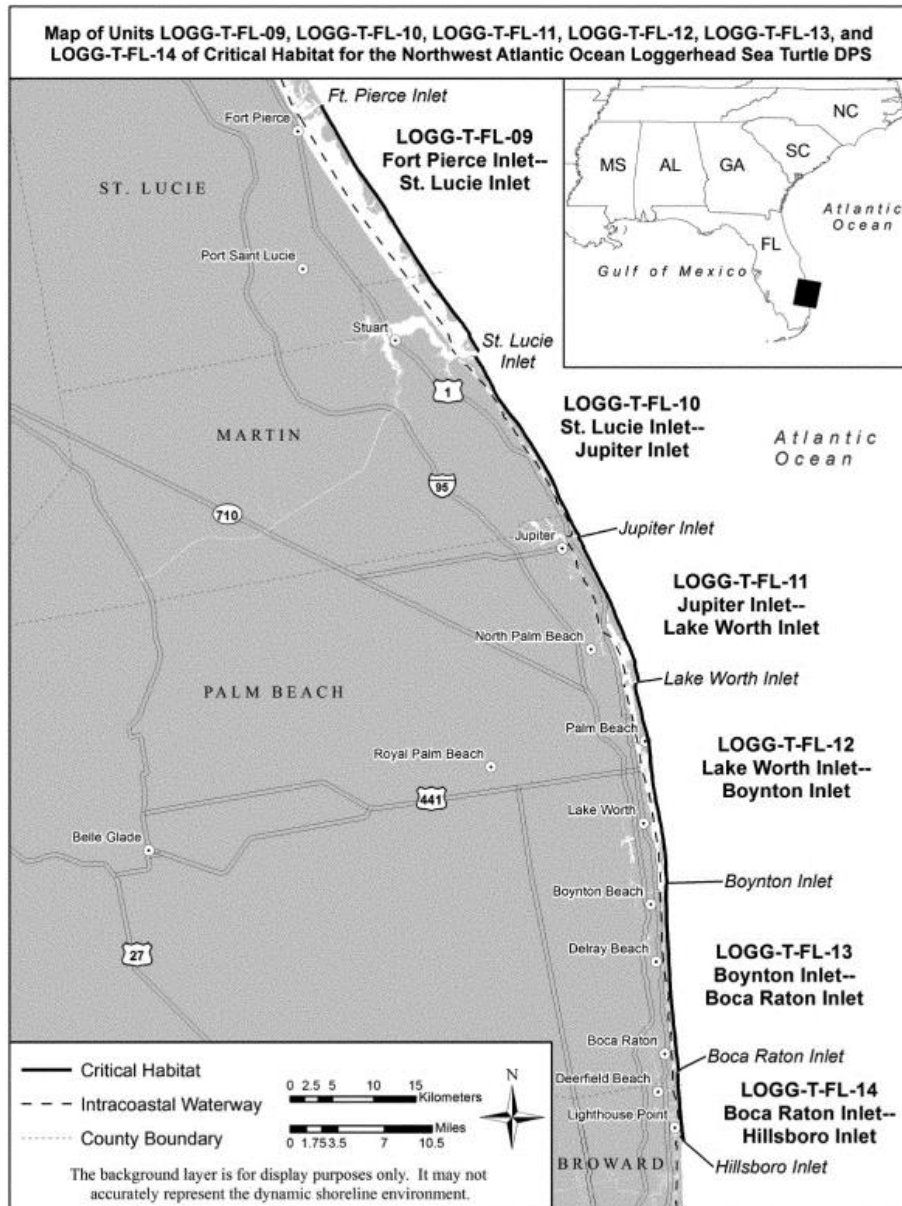 Map of Units LOGG-T-FL-09, LOGG-T-FL-10, LOGG-T-FL-11, LOGG-T-FL-12, LOGG-T-FL-13, and
LOGG-T-FL-14 of Critical Habitat for the Northwest Atlantic Ocean Loggerhead Sea Turtle DPS
Ft. Pierce Inlet
Fort Pierce
LOGG-T-FL-09
Fort Pierce Inlet--
St. Lucie Inlet
ST. LUCIE
Port Saint Lucie
Stuart
St. Lucie
Inlet
NC
SC
MS
AL
GA
Atlantic
Ocean
FL
Gulf of Mexico
1
LOGG-T-FL-10
St. Lucie Inlet--
Jupiter Inlet
Atlantic
Ocean
MARTIN
95
710
Jupiter
Jupiter Inlet
LOGG-T-FL-11
Jupiter Inlet--
Lake Worth Inlet
North Palm Beach
Lake Worth Inlet
PALM BEACH
Palm Beach
LOGG-T-FL-12
Lake Worth Inlet--
Boynton Inlet
Royal Palm Beach
441
Lake Worth
Belle Glade
Boynton Inlet
Boynton Beach
27
Delray Beach
LOGG-T-FL-13
Boynton Inlet--
Boca Raton Inlet
Boca Raton
Boca Raton Inlet
Deerfield Beach
LOGG-T-FL-14
Boca Raton Inlet--
Hillsboro Inlet
Lighthouse Point
BROWARD
Hillsboro Inlet
Critical Habitat
Intracoastal Waterway
County Boundary
0 2.5 5 10 15
Kilometers
Miles
0 1.75 3.5 7 10.5
N
The background layer is for display purposes only. It may not
accurately represent the dynamic shoreline environment.